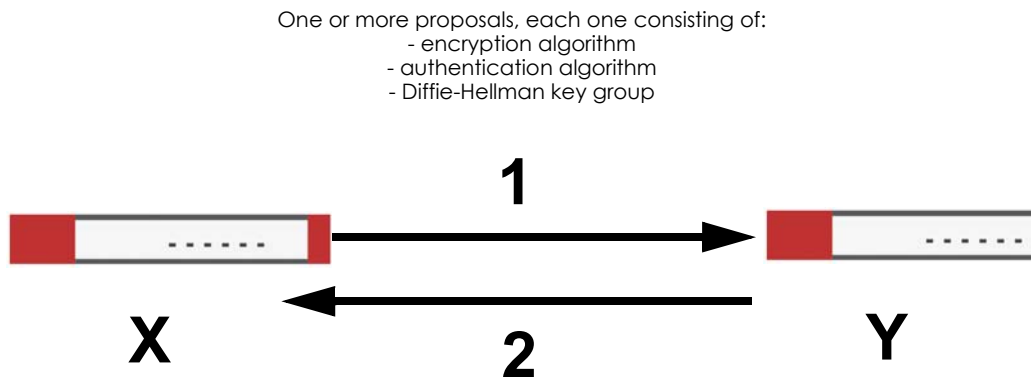 One or more proposals, each one consisting of:
- encryption algorithm
- authentication algorithm
- Diffie-Hellman key group
1
X
Y
2